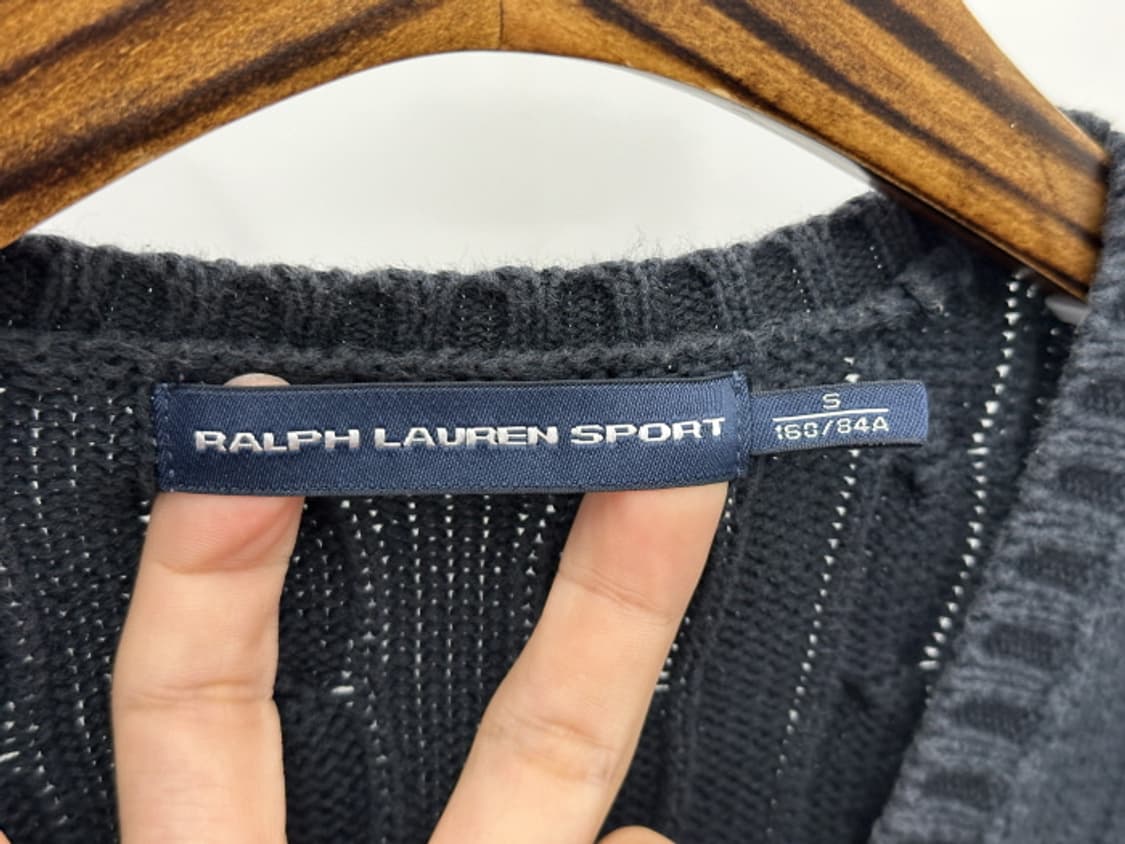 RALPH LAUREN SPORT
S
160/84A